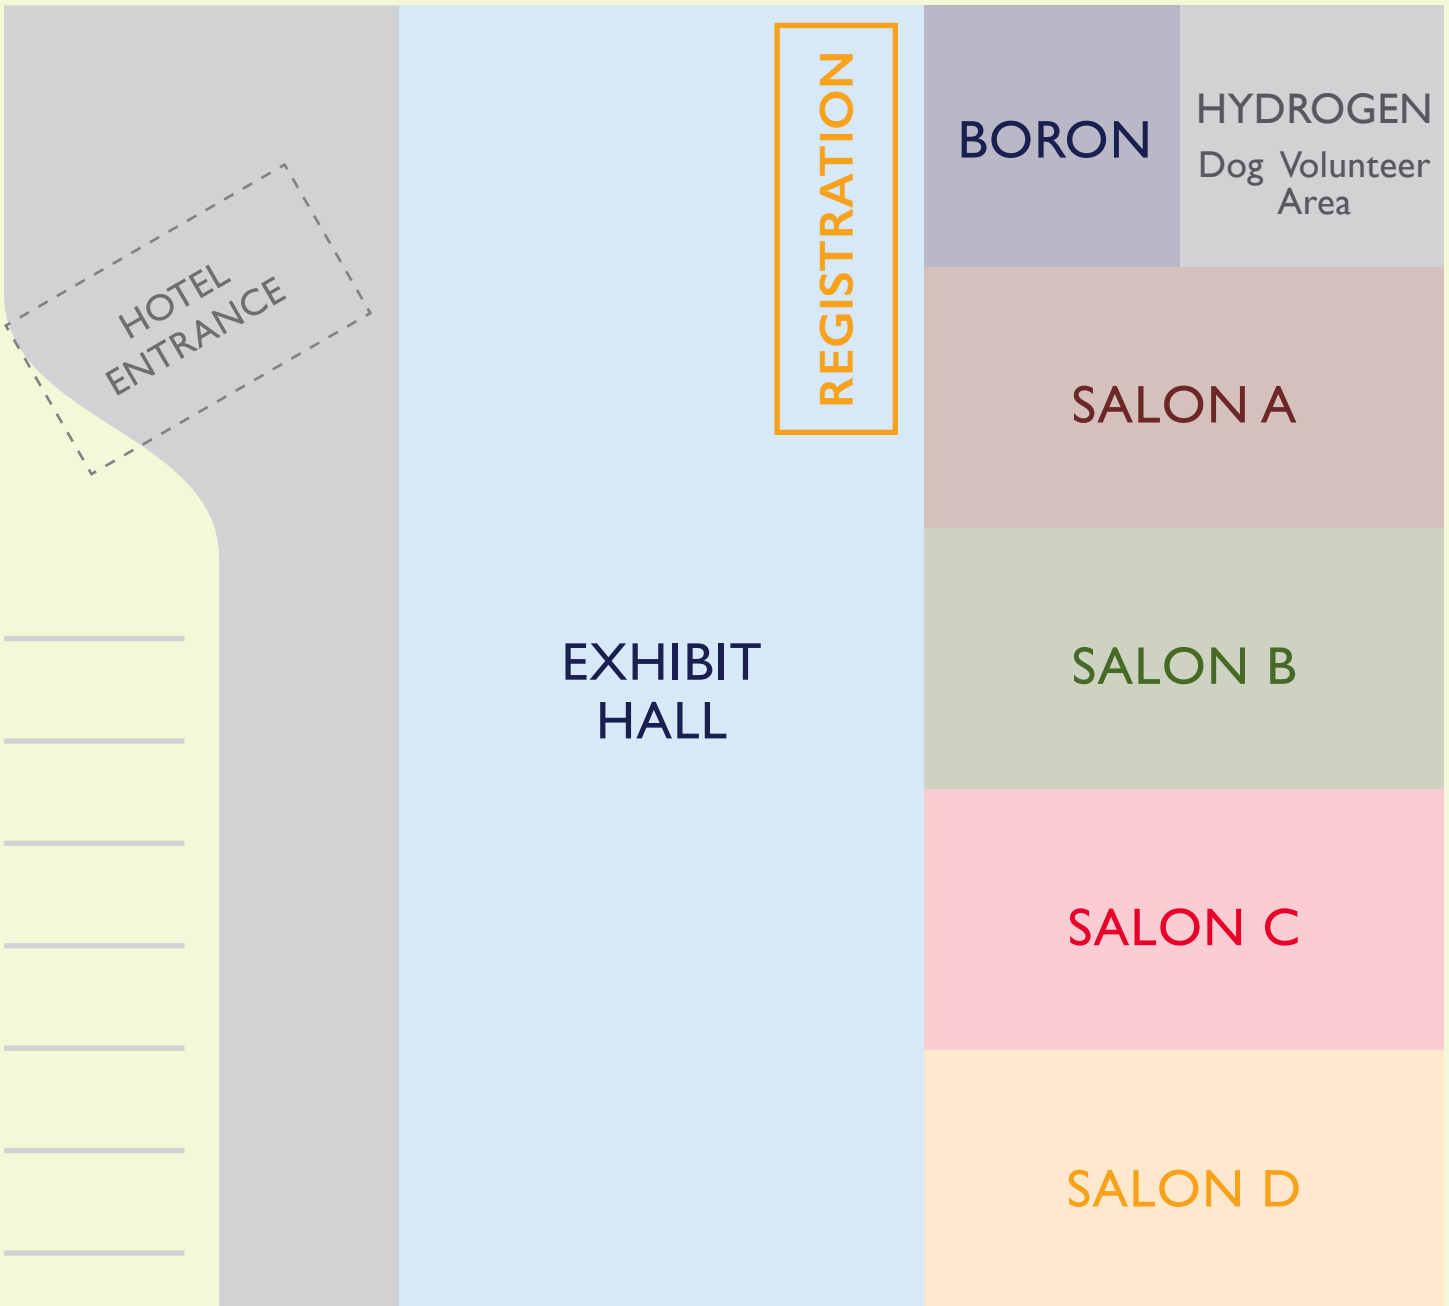 HOTEL
ENTRANCE
REGISTRATION
EXHIBIT
HALL
BORON
HYDROGEN
Dog Volunteer
Area
SALON A
SALON B
SALON C
SALON D